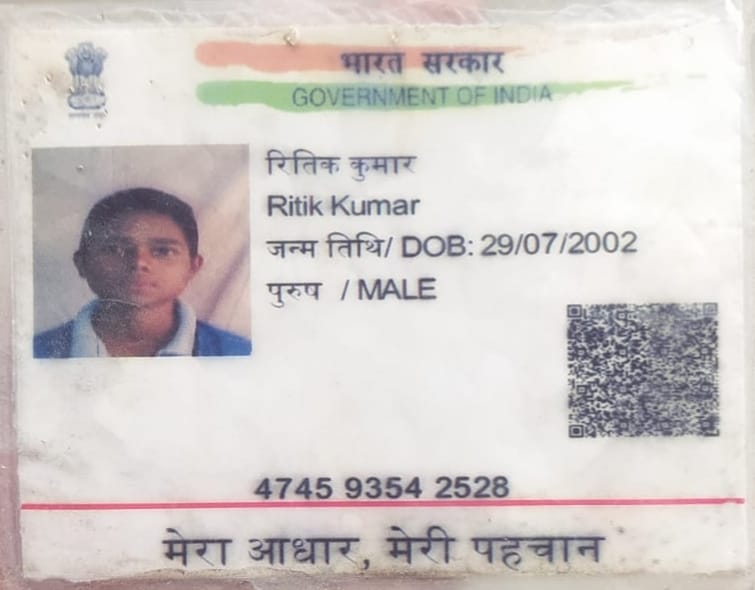 भारत सरकार
GOVERNMENT OF INDIA
रितिक कुमार
Ritik Kumar
जन्म तिथि/ DOB: 29/07/2002
पुरुष / MALE
4745 9354 2528
मेरा आधार, मेरी पहचान